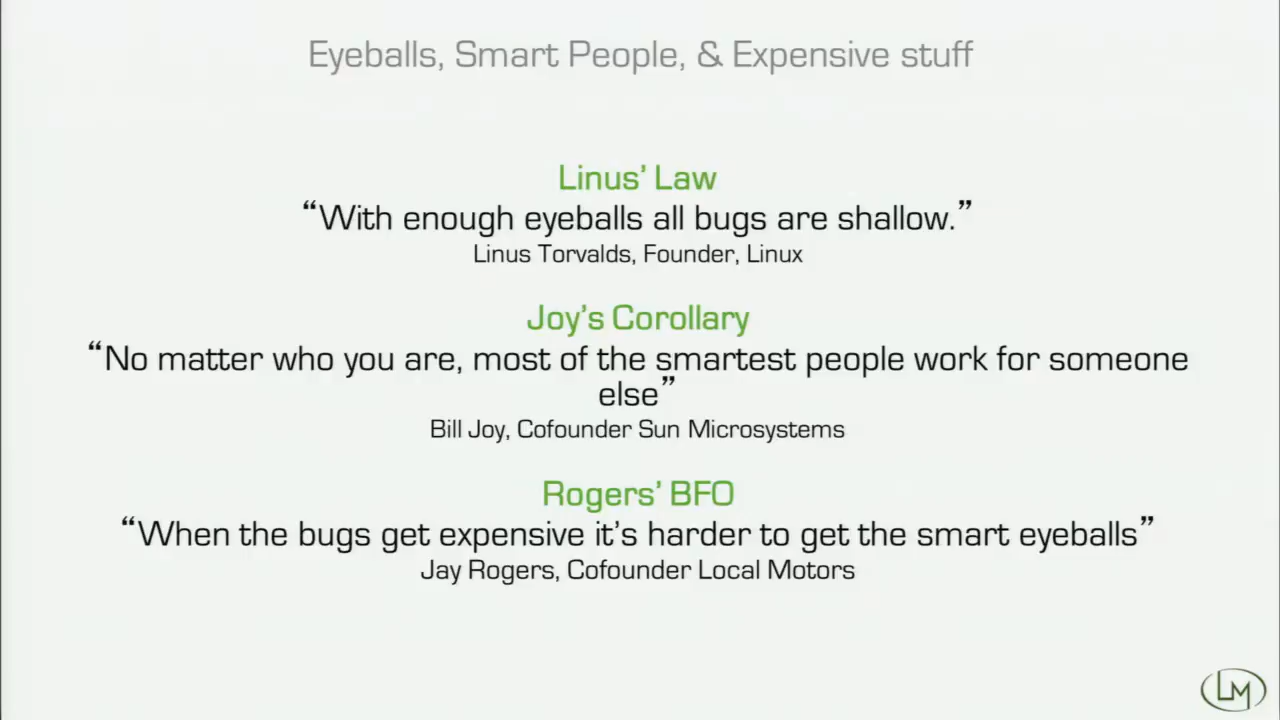 Eyeballs, Smart People, & Expensive stuff
Linus’ Law
“With enough eyeballs all bugs are shallow.”
Linus Torvalds, Founder, Linux
Joy’s Corollary
“No matter who you are, most of the smartest people work for someone
else”
Bill Joy, Cofounder Sun Microsystems
Rogers’ BFO
“When the bugs get expensive it’s harder to get the smart eyeballs”
Jay Rogers, Cofounder Local Motors
LM